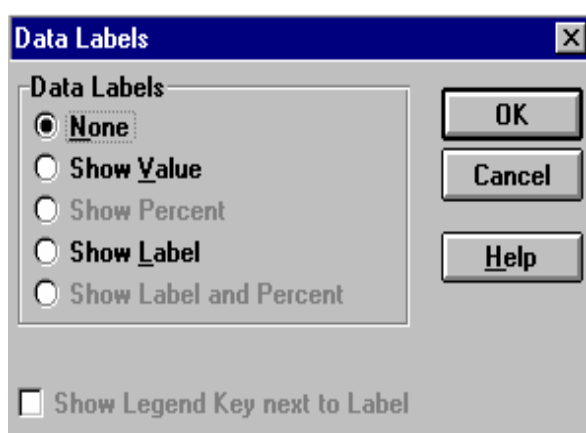 Data Labels
Data Labels
None
Show Value
Show Percent
Show Label
Show Label and Percent
OK
Cancel
Help
Show Legend Key next to Label